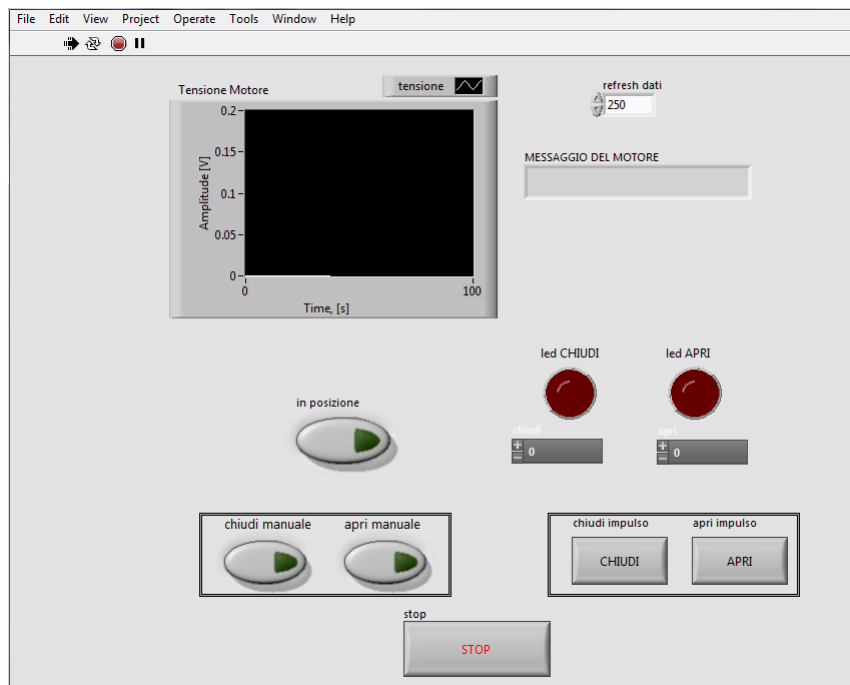 File Edit View Project Operate Tools Window Help
Tensione Motore
tensione
refresh dati
250
MESSAGGIO DEL MOTORE
Amplitude [V]
0.2
0.15
0.1
0.05
0
0
100
Time, [s]
led CHIUDI
led APRI
in posizione
chiudi
apri
0
0
chiudi manuale
apri manuale
chiudi impulso
apri impulso
CHIUDI
APRI
stop
STOP